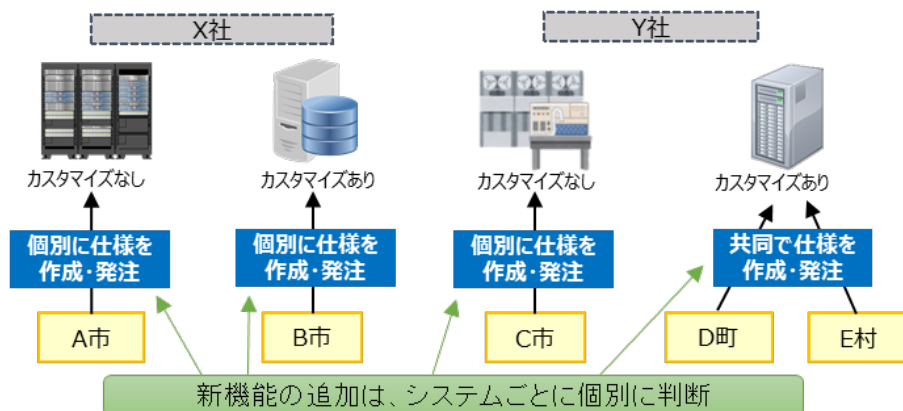 X社
Y社
カスタマイズなし
カスタマイズあり
カスタマイズなし
カスタマイズあり
個別に仕様を
作成・発注
個別に仕様を
作成・発注
個別に仕様を
作成・発注
共同で仕様を
作成・発注
A市
B市
C市
D町
E村
新機能の追加は、システムごとに個別に判断